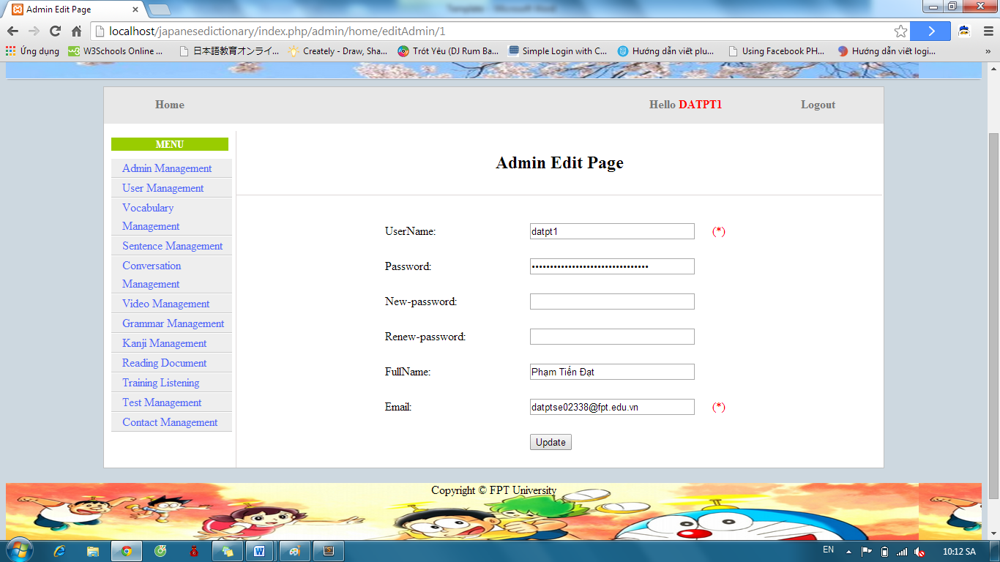 Template - Microsoft Word
Admin Edit Page
localhost/japanesedictionary/index.php/admin/home/editAdmin/1
Ứng dụng W3Schools Online ... 日本語教育オンライ... Creately - Draw, Sha... Trót Yêu (DJ Rum Ba... Simple Login with C... Hướng dẫn viết plu... Using Facebook PH... Hướng dẫn viết logi... »
Home Hello DATPT1 Logout
MENU
Admin Management
User Management
Vocabulary
Management
Sentence Management
Conversation
Management
Video Management
Grammar Management
Kanji Management
Reading Document
Training Listening
Test Management
Contact Management
Admin Edit Page
UserName: datpt1 (*)
Password: ••••••••••••••••••••••••••••••••
New-password:
Renew-password:
FullName: Phạm Tiến Đạt
Email: datptse02338@fpt.edu.vn (*)
Update
Copyright © FPT University
EN 10:12 SA